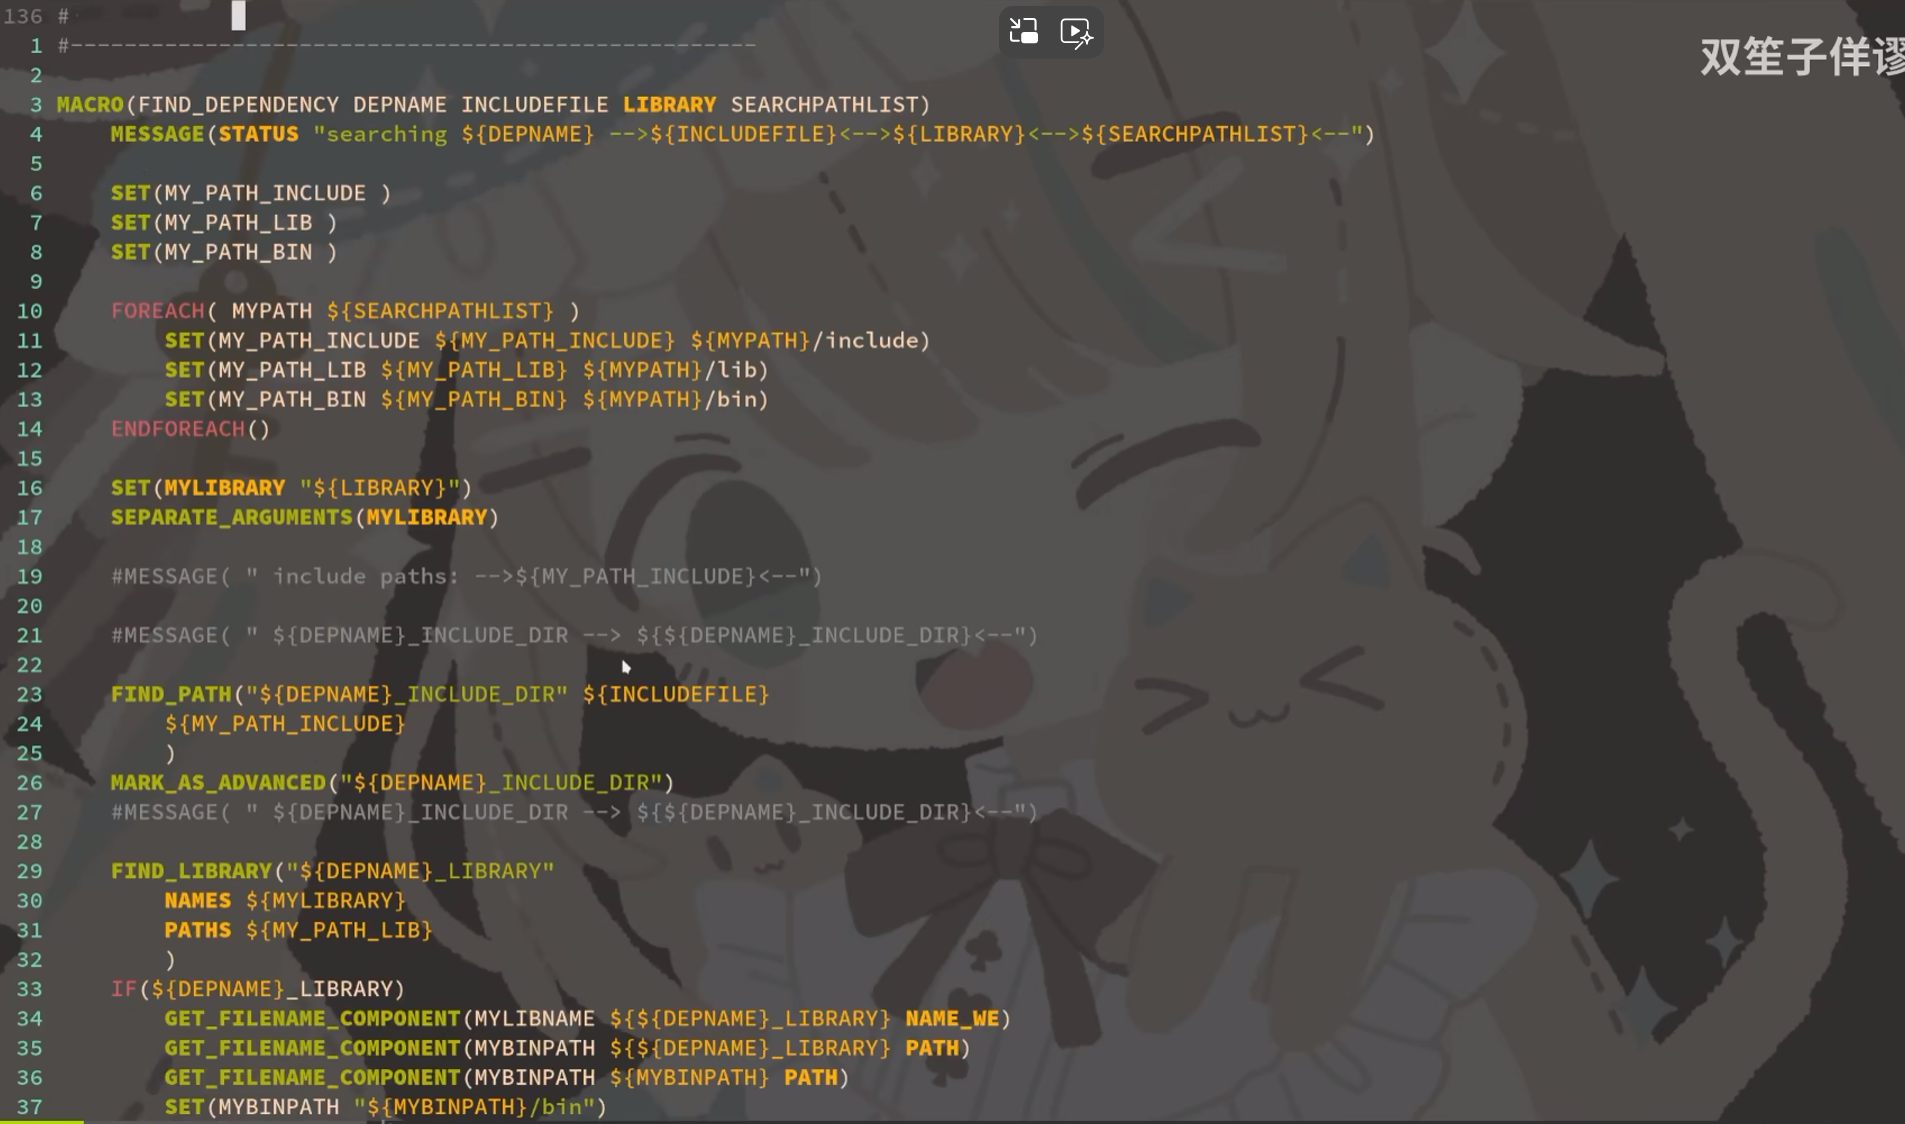 136 #
双笙子佯谬
1 #---------------------------------------------------
2
3 MACRO(FIND_DEPENDENCY DEPNAME INCLUDEFILE LIBRARY SEARCHPATHLIST)
4     MESSAGE(STATUS "searching ${DEPNAME} -->${INCLUDEFILE}<-->${LIBRARY}<-->${SEARCHPATHLIST}<--")
5
6     SET(MY_PATH_INCLUDE )
7     SET(MY_PATH_LIB )
8     SET(MY_PATH_BIN )
9
10     FOREACH( MYPATH ${SEARCHPATHLIST} )
11         SET(MY_PATH_INCLUDE ${MY_PATH_INCLUDE} ${MYPATH}/include)
12         SET(MY_PATH_LIB ${MY_PATH_LIB} ${MYPATH}/lib)
13         SET(MY_PATH_BIN ${MY_PATH_BIN} ${MYPATH}/bin)
14     ENDFOREACH()
15
16     SET(MYLIBRARY "${LIBRARY}")
17     SEPARATE_ARGUMENTS(MYLIBRARY)
18
19     #MESSAGE( " include paths: -->${MY_PATH_INCLUDE}<--")
20
21     #MESSAGE( " ${DEPNAME}_INCLUDE_DIR --> ${${DEPNAME}_INCLUDE_DIR}<--")
22
23     FIND_PATH("${DEPNAME}_INCLUDE_DIR" ${INCLUDEFILE}
24         ${MY_PATH_INCLUDE}
25         )
26     MARK_AS_ADVANCED("${DEPNAME}_INCLUDE_DIR")
27     #MESSAGE( " ${DEPNAME}_INCLUDE_DIR --> ${${DEPNAME}_INCLUDE_DIR}<--")
28
29     FIND_LIBRARY("${DEPNAME}_LIBRARY"
30         NAMES ${MYLIBRARY}
31         PATHS ${MY_PATH_LIB}
32         )
33     IF(${DEPNAME}_LIBRARY)
34         GET_FILENAME_COMPONENT(MYLIBNAME ${${DEPNAME}_LIBRARY} NAME_WE)
35         GET_FILENAME_COMPONENT(MYBINPATH ${${DEPNAME}_LIBRARY} PATH)
36         GET_FILENAME_COMPONENT(MYBINPATH ${MYBINPATH} PATH)
37         SET(MYBINPATH "${MYBINPATH}/bin")